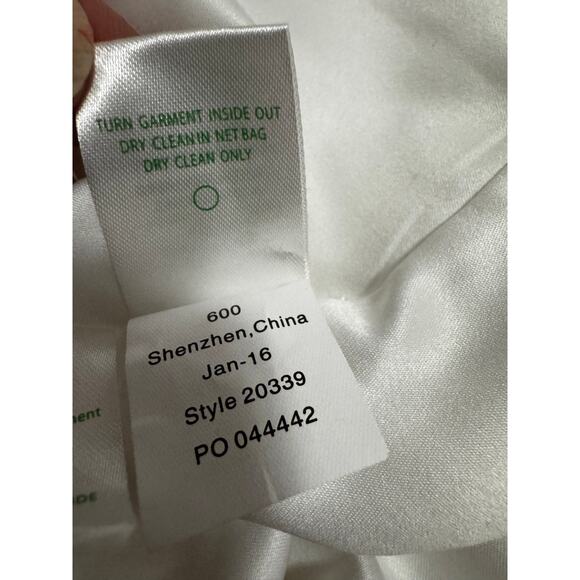 TURN GARMENT INSIDE OUT
DRY CLEAN IN NET BAG
DRY CLEAN ONLY
600
Shenzhen,China
Jan-16
Style 20339
PO 044442